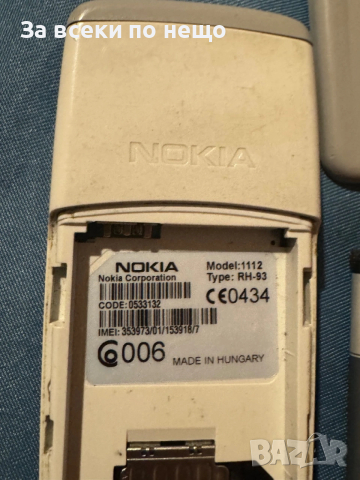 За всеки по нещо
NOKIA
NOKIA
Nokia Corporation
Model:1112
Type: RH-93
CODE: 0533132
CE0434
IMEI: 353973/01/153918/7
006
MADE IN HUNGARY
BAZAR